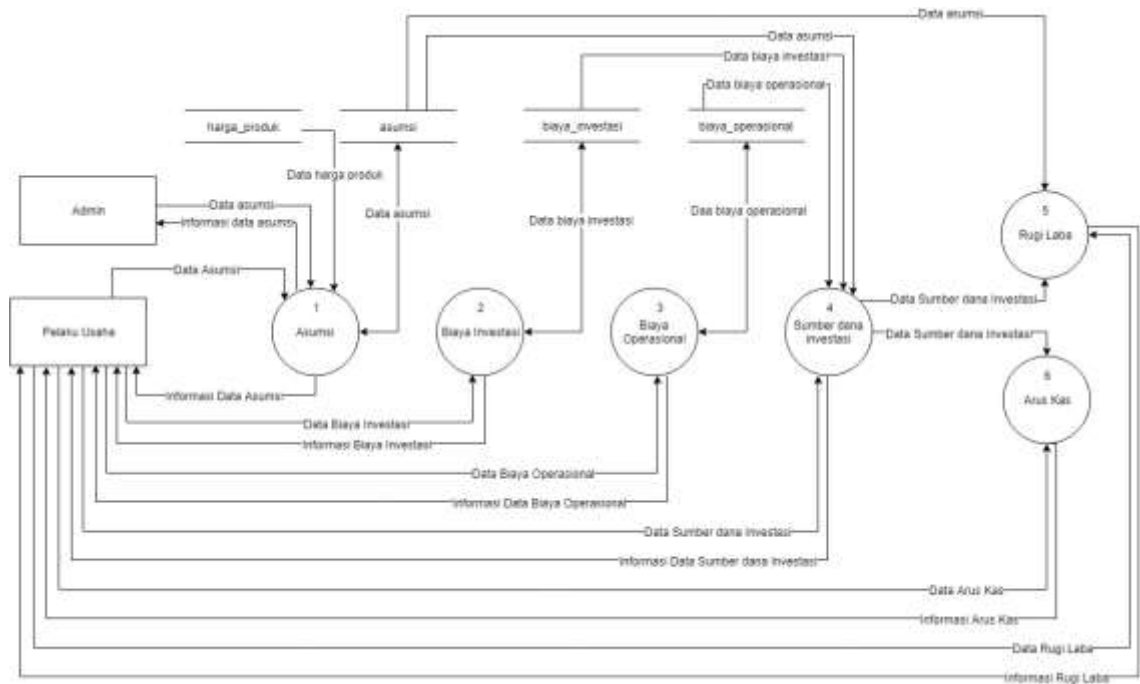 Data asumsi
Data asumsi
Data biaya investasi
Data biaya operasional
harga_produk
asumsi
biaya_investasi
biaya_operasional
Data harga produk
Admin
Data asumsi
Informasi data asumsi
Data asumsi
Data biaya investasi
Daa biaya operasional
5
Rugi Laba
Data Asumsi
Pelaku Usaha
1
Asumsi
2
Biaya Investasi
3
Biaya
Operasional
4
Sumber dana
investasi
Data Sumber dana Investasi
Data Sumber dana Investasi
6
Arus Kas
Informasi Data Asumsi
Data Biaya Investasi
Informasi Biaya Investasi
Data Biaya Operasional
Informasi Data Biaya Operasional
Data Sumber dana Investasi
Informasi Data Sumber dana Investasi
Data Arus Kas
Informasi Arus Kas
Data Rugi Laba
Informasi Rugi Laba